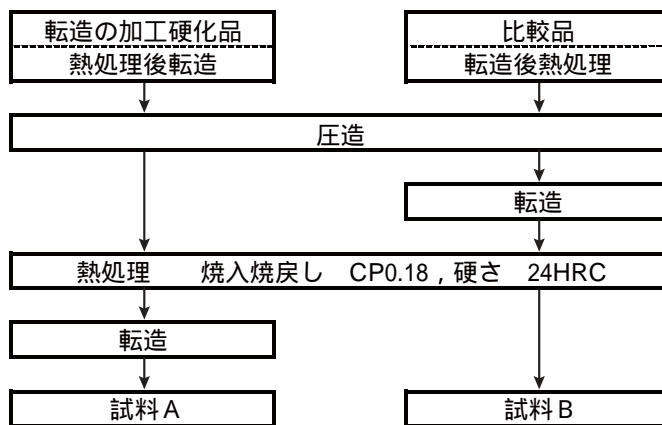 転造の加工硬化品
熱処理後転造
比較品
転造後熱処理
圧造
転造
熱処理　焼入焼戻し　CP0.18，硬さ　24HRC
転造
試料A
試料B